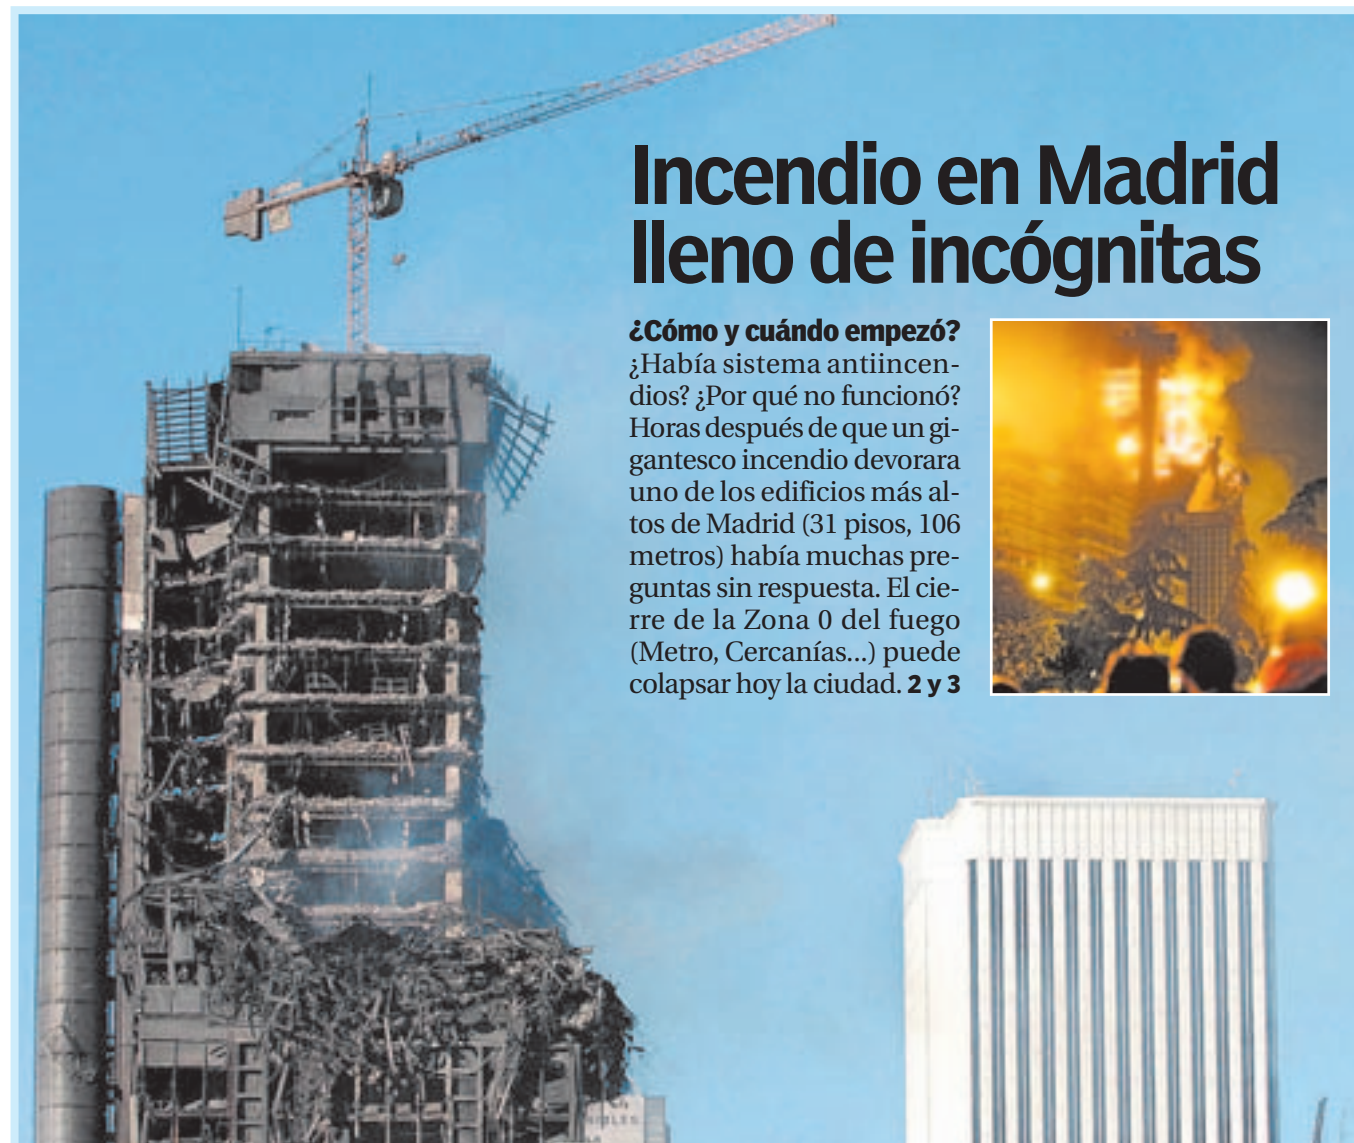 Incendio en Madrid
lleno de incógnitas
¿Cómo y cuándo empezó?
¿Había sistema antiincen-
dios? ¿Por qué no funcionó?
Horas después de que un gi-
gantesco incendio devorara
uno de los edificios más al-
tos de Madrid (31 pisos, 106
metros) había muchas pre-
guntas sin respuesta. El cie-
rre de la Zona 0 del fuego
(Metro, Cercanías...) puede
colapsar hoy la ciudad. 2 y 3